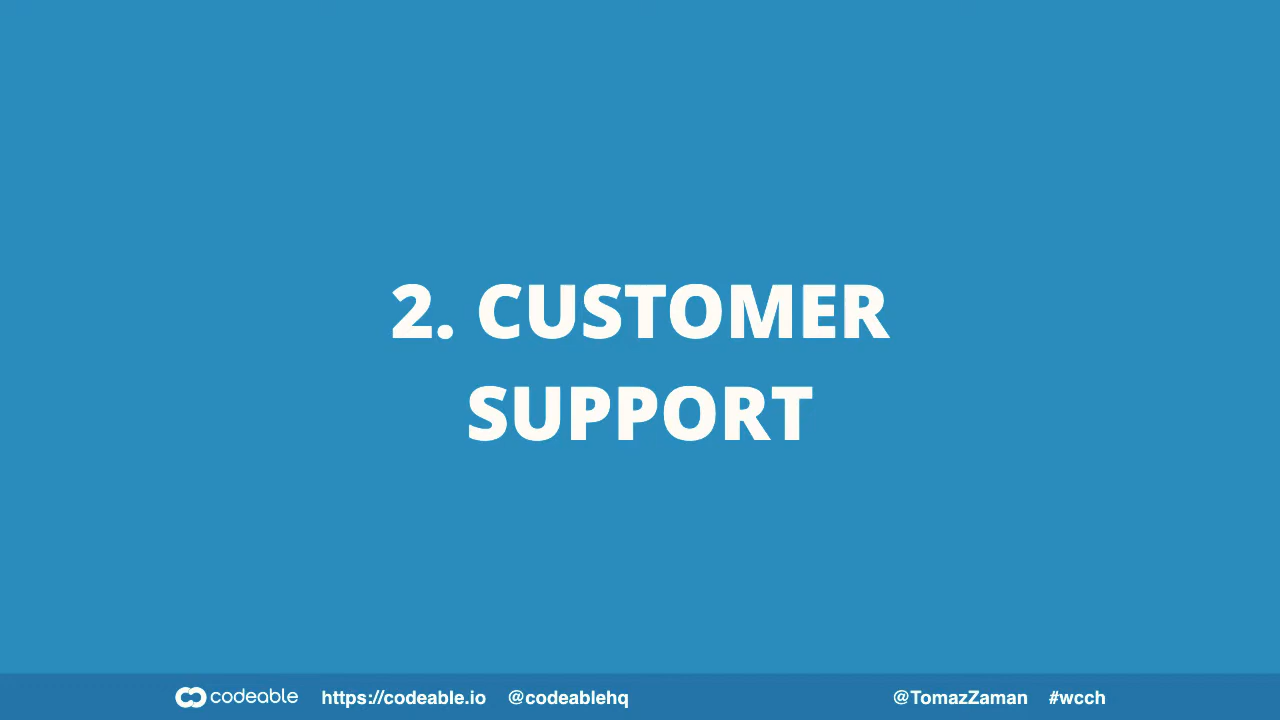 2. CUSTOMER
SUPPORT
codeable https://codeable.io @codeablehq @TomazZaman #wcch